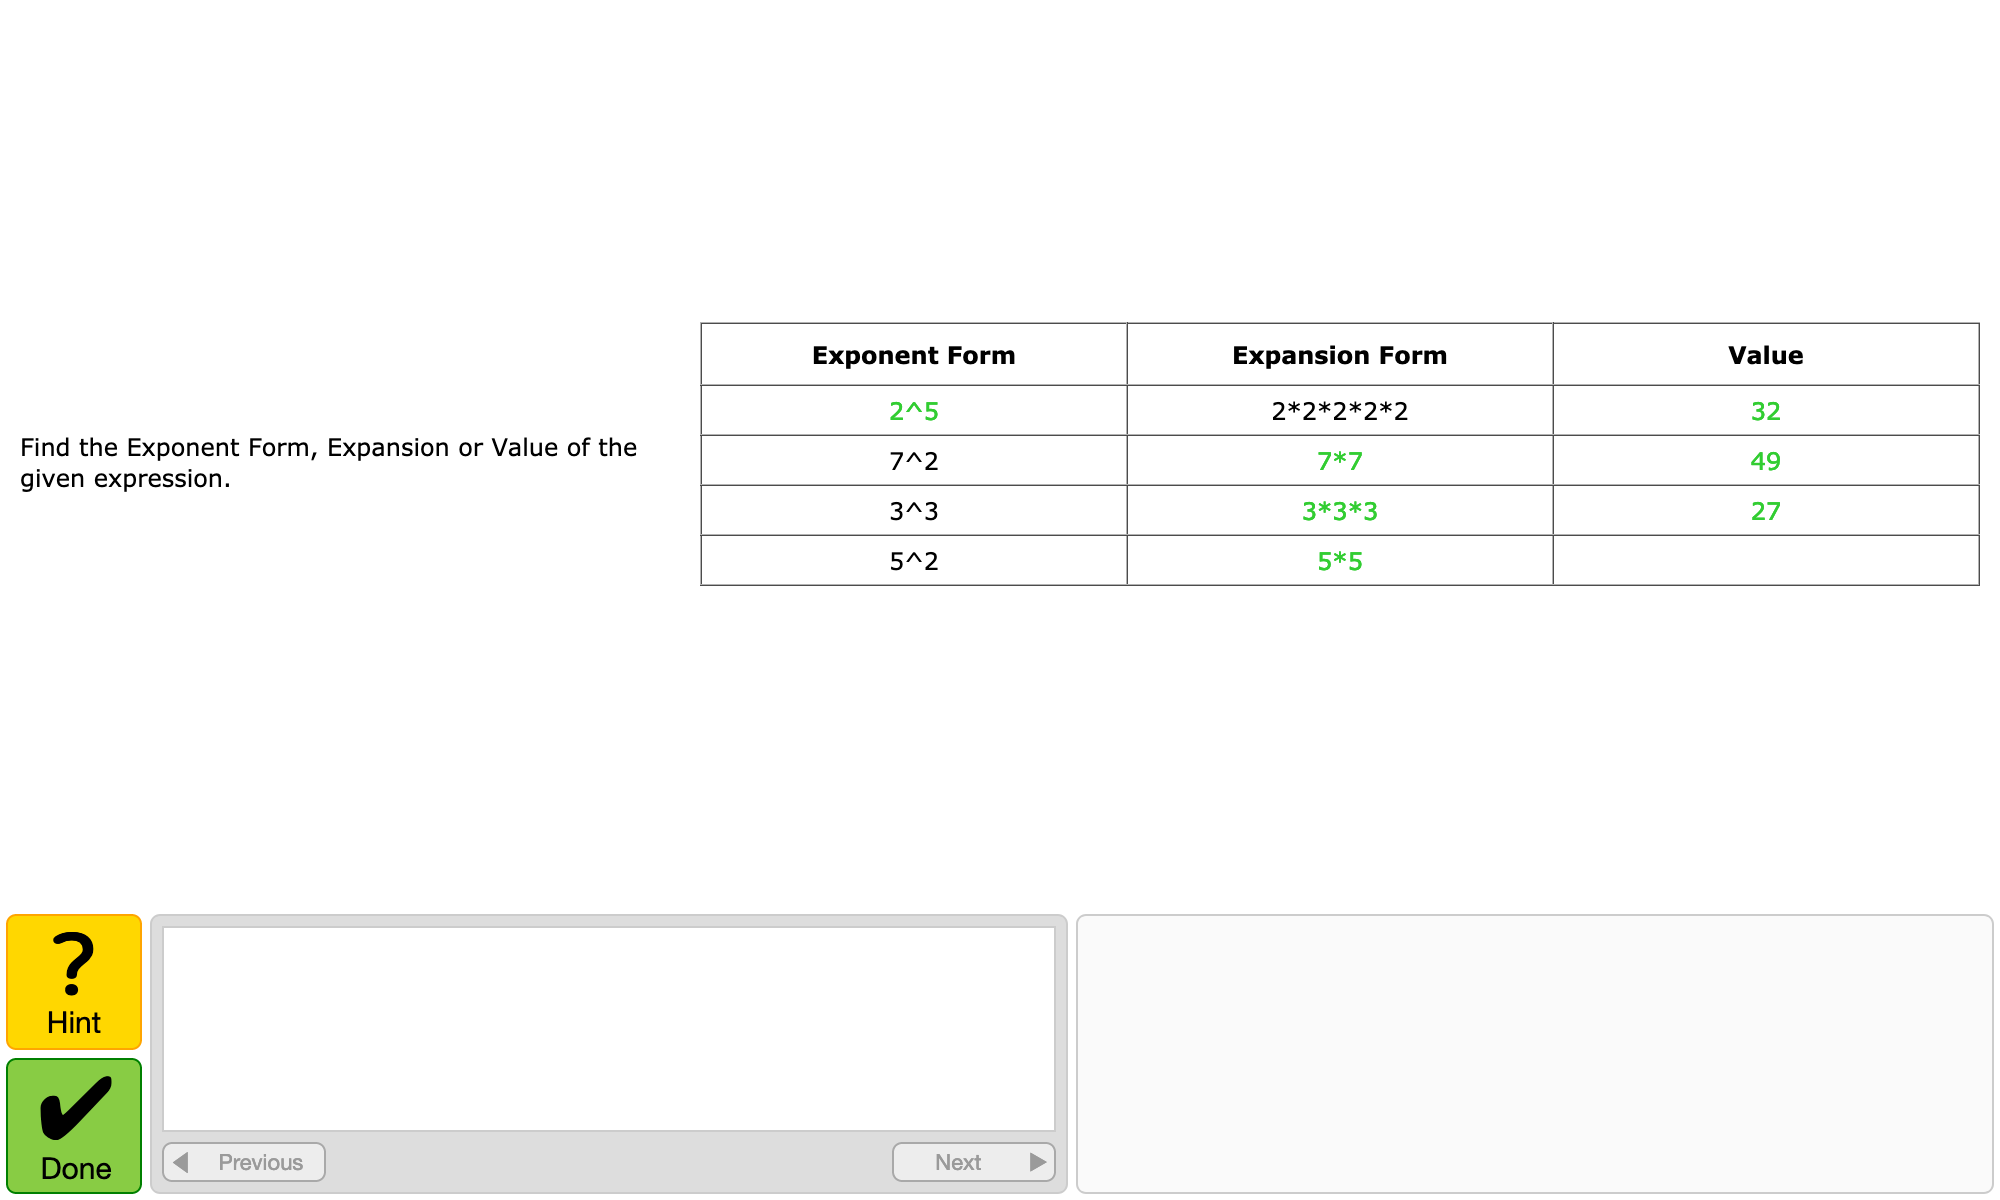 Find the Exponent Form, Expansion or Value of the
given expression.
Exponent Form Expansion Form Value
2^5 2*2*2*2*2 32
7^2 7*7 49
3^3 3*3*3 27
5^2 5*5
?
Hint
Done
Previous Next